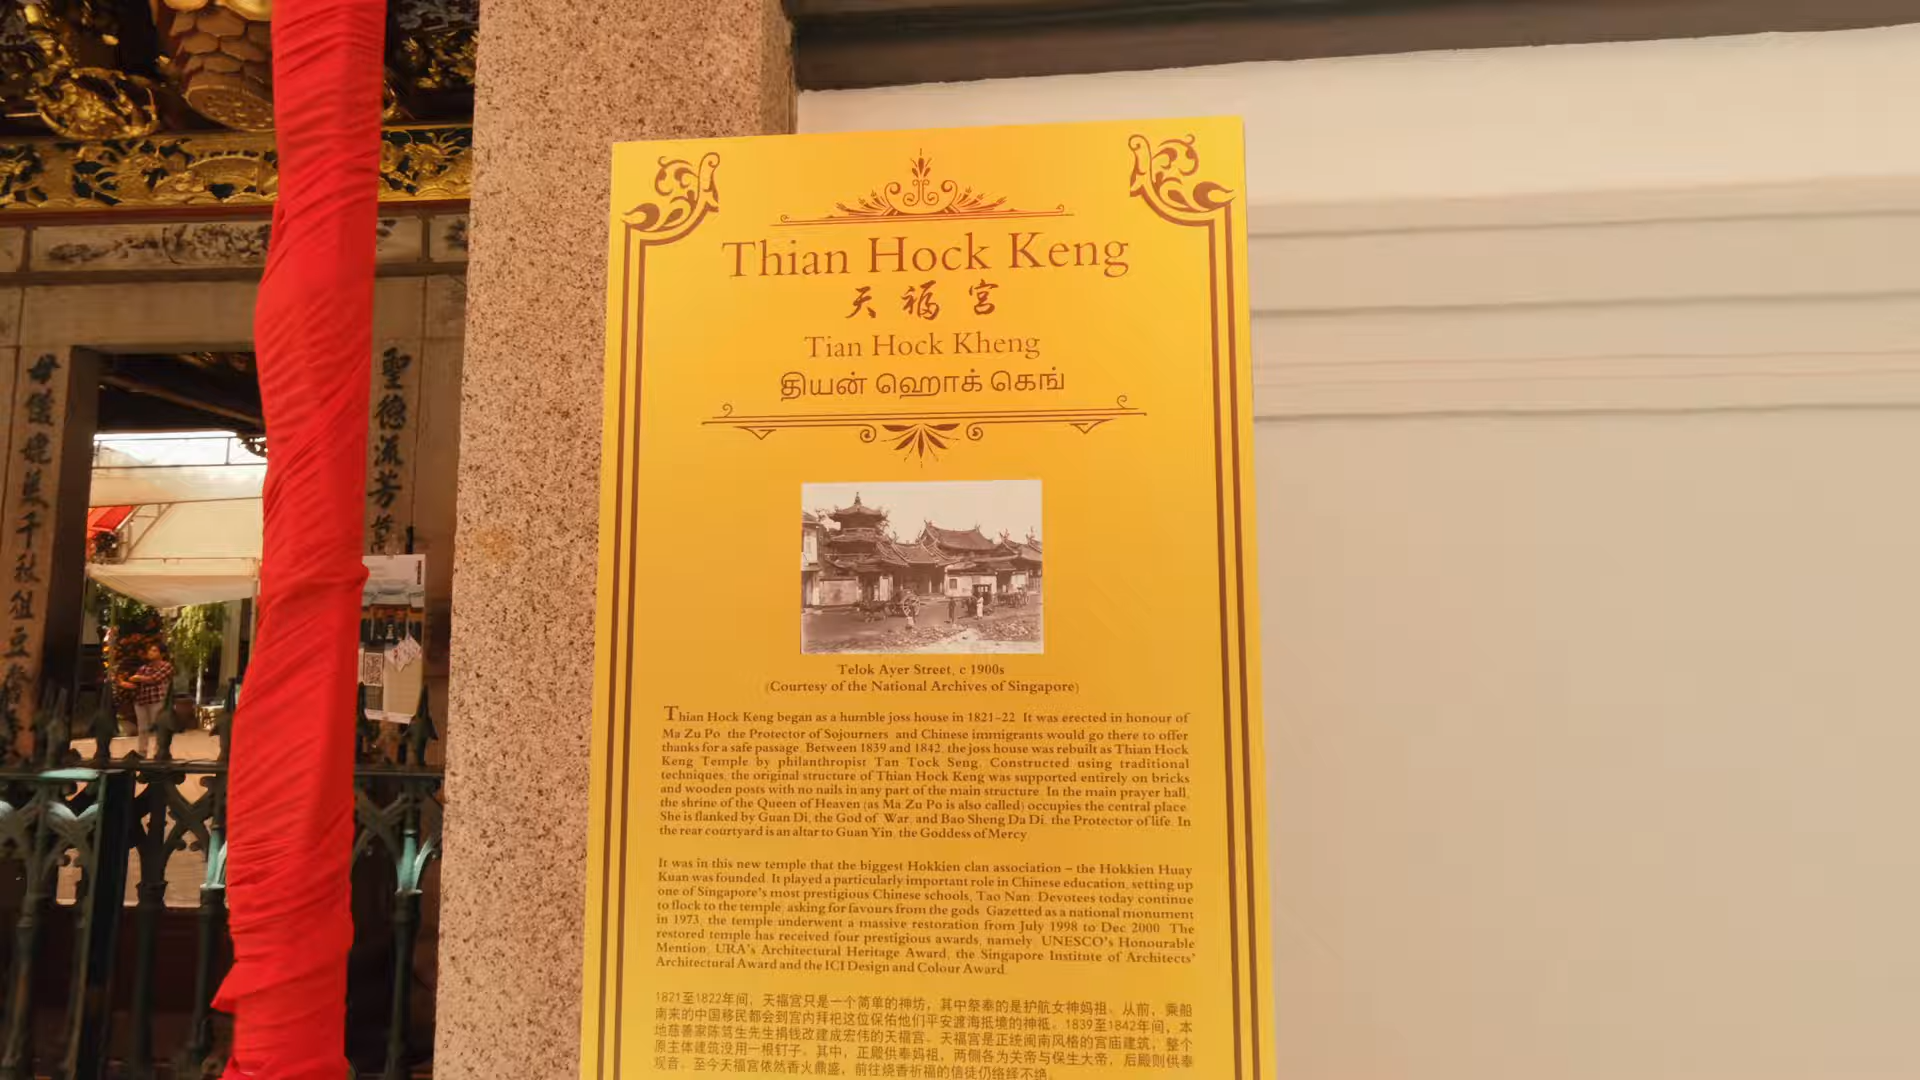 Thian Hock Keng
天福宮
Tian Hock Kheng
தியன் ஹொக் கெங்
Telok Ayer Street, c 1900s
(Courtesy of the National Archives of Singapore)
Thian Hock Keng began as a humble joss house in 1821–22. It was erected in honour of
Ma Zu Po, the Protector of Sojourners, and Chinese immigrants would go there to offer
thanks for a safe passage. Between 1839 and 1842, the joss house was rebuilt as Thian Hock
Keng Temple by philanthropist Tan Tock Seng. Constructed using traditional
techniques, the original structure of Thian Hock Keng was supported entirely on bricks
and wooden posts with no nails in any part of the main structure. In the main prayer hall,
the shrine of the Queen of Heaven (as Ma Zu Po is also called) occupies the central place.
She is flanked by Guan Di, the God of War, and Bao Sheng Da Di, the Protector of life. In
the rear courtyard is an altar to Guan Yin, the Goddess of Mercy.
It was in this new temple that the biggest Hokkien clan association – the Hokkien Huay
Kuan was founded. It played a particularly important role in Chinese education, setting up
one of Singapore's most prestigious Chinese schools, Tao Nan. Devotees today continue
to flock to the temple, asking for favours from the gods. Gazetted as a national monument
in 1973, the temple underwent a massive restoration from July 1998 to Dec 2000. The
restored temple has received four prestigious awards, namely, UNESCO's Honourable
Mention, URA's Architectural Heritage Award, the Singapore Institute of Architects'
Architectural Award and the ICI Design and Colour Award.
1821至1822年间，天福宫只是一个简单的神坊，其中祭奉的是护航女神妈祖。从前，乘船
南来的中国移民都会到宫内拜祀这位保佑他们平安渡海抵境的神祇。1839至1842年间，本
地慈善家陈笃生先生捐钱改建成宏伟的天福宫。天福宫是正统闽南风格的宫庙建筑，整个
原主体建筑没用一根钉子。其中，正殿供奉妈祖，两侧各为关帝与保生大帝，后殿则供奉
观音。至今天福宫依然香火鼎盛，前往烧香祈福的信徒仍络绎不绝。
聖德流芳
母儀媲美千秋俎豆